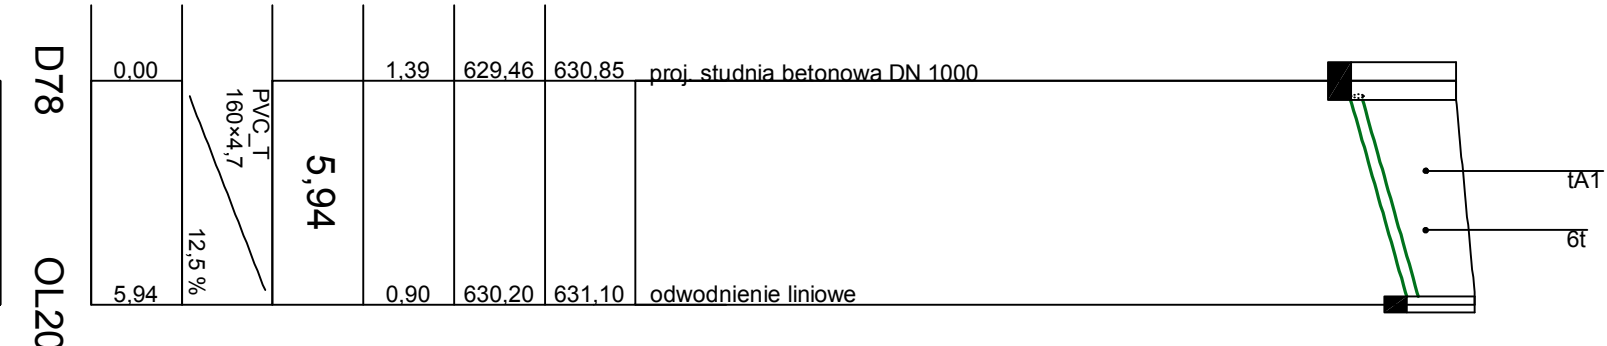 D78
0,00
1,39
629,46
630,85
proj. studnia betonowa DN 1000
PVC_T
160×4,7
12,5 %
5,94
tA1
6t
OL20
5,94
0,90
630,20
631,10
odwodnienie liniowe